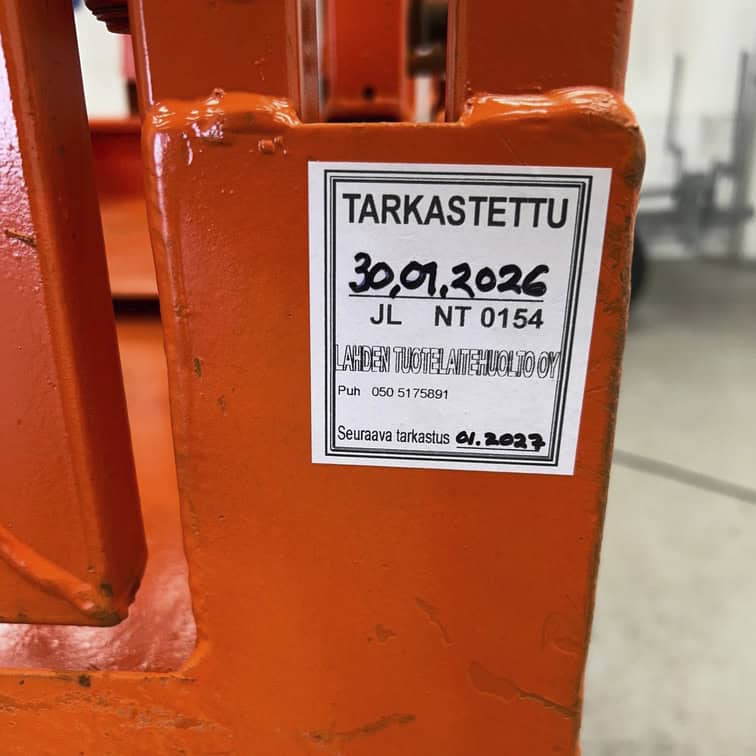 TARKASTETTU
30.01.2026
JL NT 0154
LAHDEN TUOTELAITEHUOLTO OY
Puh 050 5175891
Seuraava tarkastus 01.2027